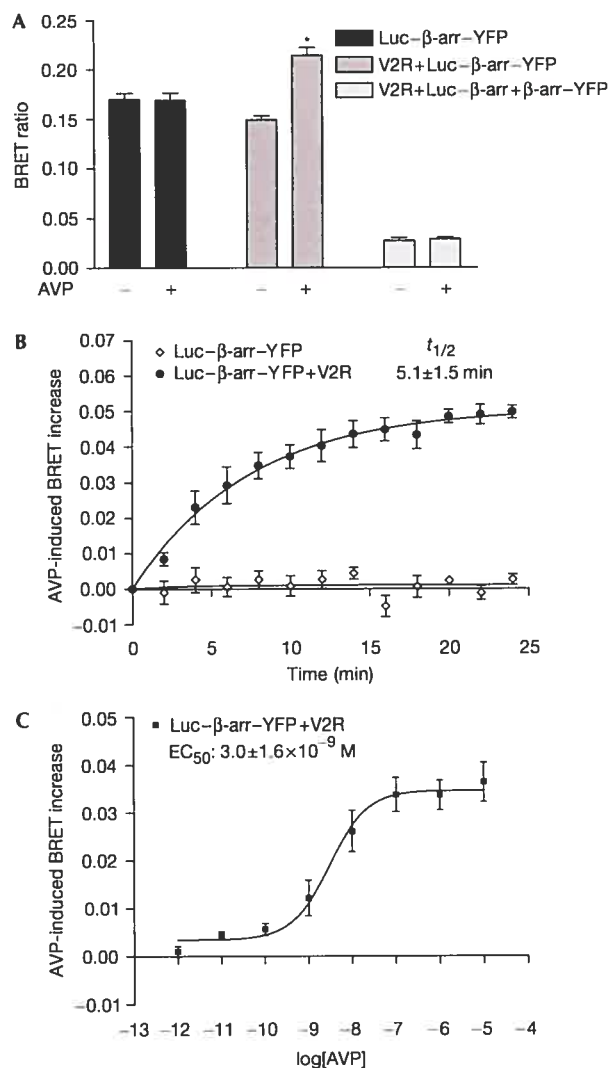 A
0.25
0.20
0.15
0.10
0.05
0.00
BRET ratio
*
Luc–β-arr–YFP
V2R+Luc–β-arr–YFP
V2R+Luc–β-arr+β-arr–YFP
AVP – + – + – +
B
0.07
0.06
0.05
0.04
0.03
0.02
0.01
0.00
−0.01
AVP-induced BRET increase
Luc–β-arr–YFP
Luc–β-arr–YFP+V2R
t1/2
5.1±1.5 min
0 5 10 15 20 25
Time (min)
C
0.05
0.04
0.03
0.02
0.01
0.00
−0.01
AVP-induced BRET increase
Luc–β-arr–YFP+V2R
EC50: 3.0±1.6×10−9 M
−13 −12 −11 −10 −9 −8 −7 −6 −5 −4
log[AVP]